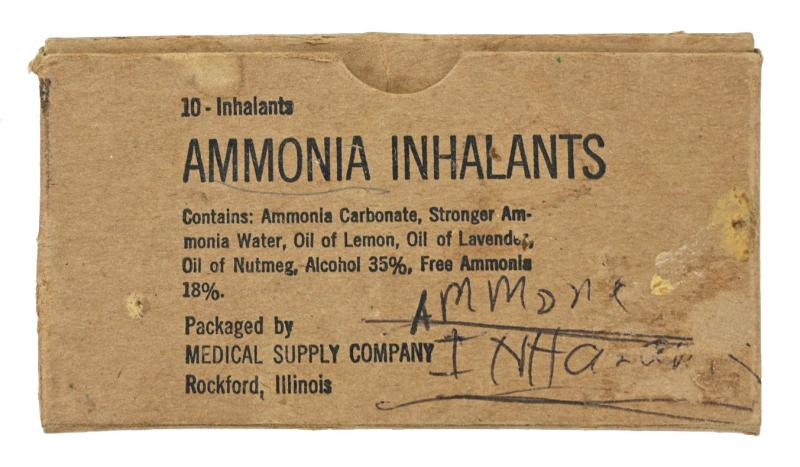 10 - Inhalants
AMMONIA INHALANTS
Contains: Ammonia Carbonate, Stronger Am-
monia Water, Oil of Lemon, Oil of Lavender,
Oil of Nutmeg, Alcohol 35%, Free Ammonia
18%.
Packaged by
MEDICAL SUPPLY COMPANY
Rockford, Illinois
AMMONE